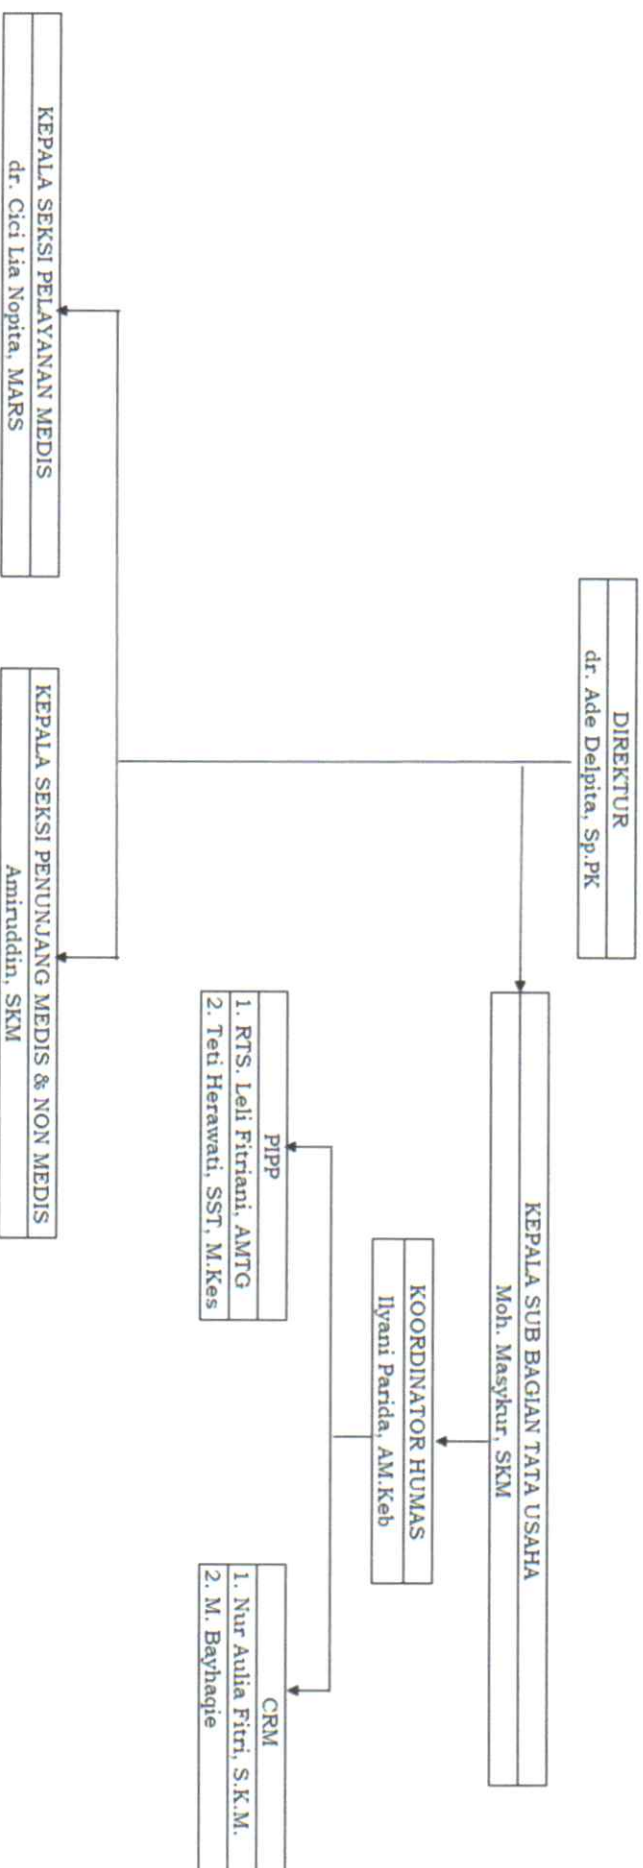 DIREKTUR
dr. Ade Delpita, Sp.PK
KEPALA SUB BAGIAN TATA USAHA
Moh. Masykur, SKM
KOORDINATOR HUMAS
Ilyani Parida, AM.Keb
PIPP
1. RTS. Leli Fitriani, AMTG
2. Teti Herawati, SST, M.Kes
CRM
1. Nur Aulia Fitri, S.K.M.
2. M. Bayhaqie
KEPALA SEKSI PELAYANAN MEDIS
dr. Cici Lia Nopita, MARS
KEPALA SEKSI PENUNJANG MEDIS & NON MEDIS
Amiruddin, SKM